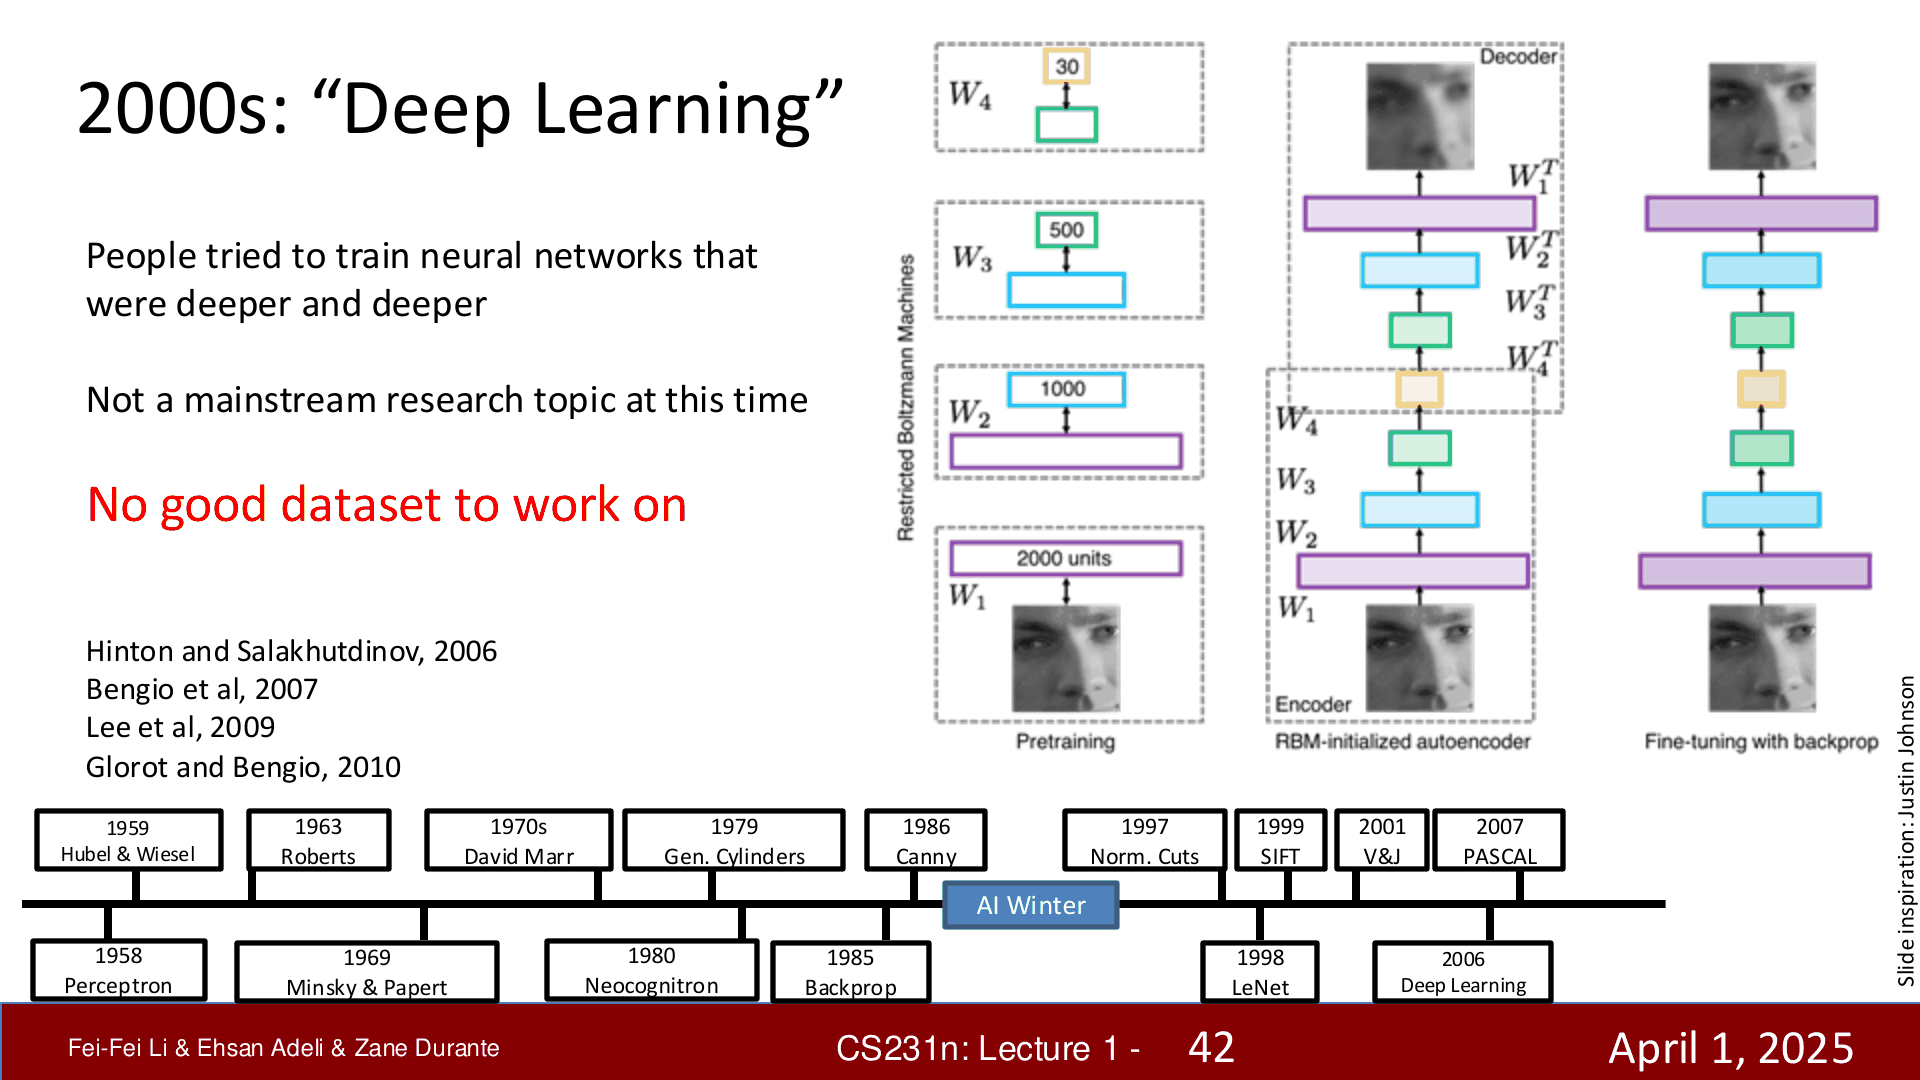 2000s: “Deep Learning”
People tried to train neural networks that
were deeper and deeper
Not a mainstream research topic at this time
No good dataset to work on
Hinton and Salakhutdinov, 2006
Bengio et al, 2007
Lee et al, 2009
Glorot and Bengio, 2010
Restricted Boltzmann Machines
30
W4
500
W3
1000
W2
2000 units
W1
Pretraining
Decoder
W1^T
W2^T
W3^T
W4^T
W4
W3
W2
W1
Encoder
RBM-initialized autoencoder
Fine-tuning with backprop
Slide inspiration: Justin Johnson
1959
Hubel & Wiesel
1963
Roberts
1970s
David Marr
1979
Gen. Cylinders
1986
Canny
1997
Norm. Cuts
1999
SIFT
2001
V&J
2007
PASCAL
AI Winter
1958
Perceptron
1969
Minsky & Papert
1980
Neocognitron
1985
Backprop
1998
LeNet
2006
Deep Learning
Fei-Fei Li & Ehsan Adeli & Zane Durante
CS231n: Lecture 1 - 42
April 1, 2025